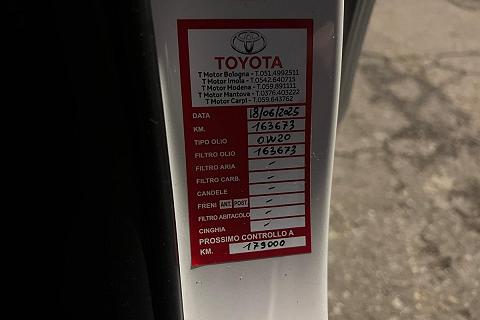 TOYOTA
T Motor Bologna - T.051.4992511
T Motor Imola - T.0542.640715
T Motor Modena - T.059.891111
T Motor Mantova - T.0376.403222
T Motor Carpi - T.059.643762
DATA 18/06/2025
KM. 163673
TIPO OLIO 0W20
FILTRO OLIO 163673
FILTRO ARIA -
FILTRO CARB. -
CANDELE -
FRENI ANT. POST. -
FILTRO ABITACOLO -
CINGHIA -
PROSSIMO CONTROLLO A
KM. 179000